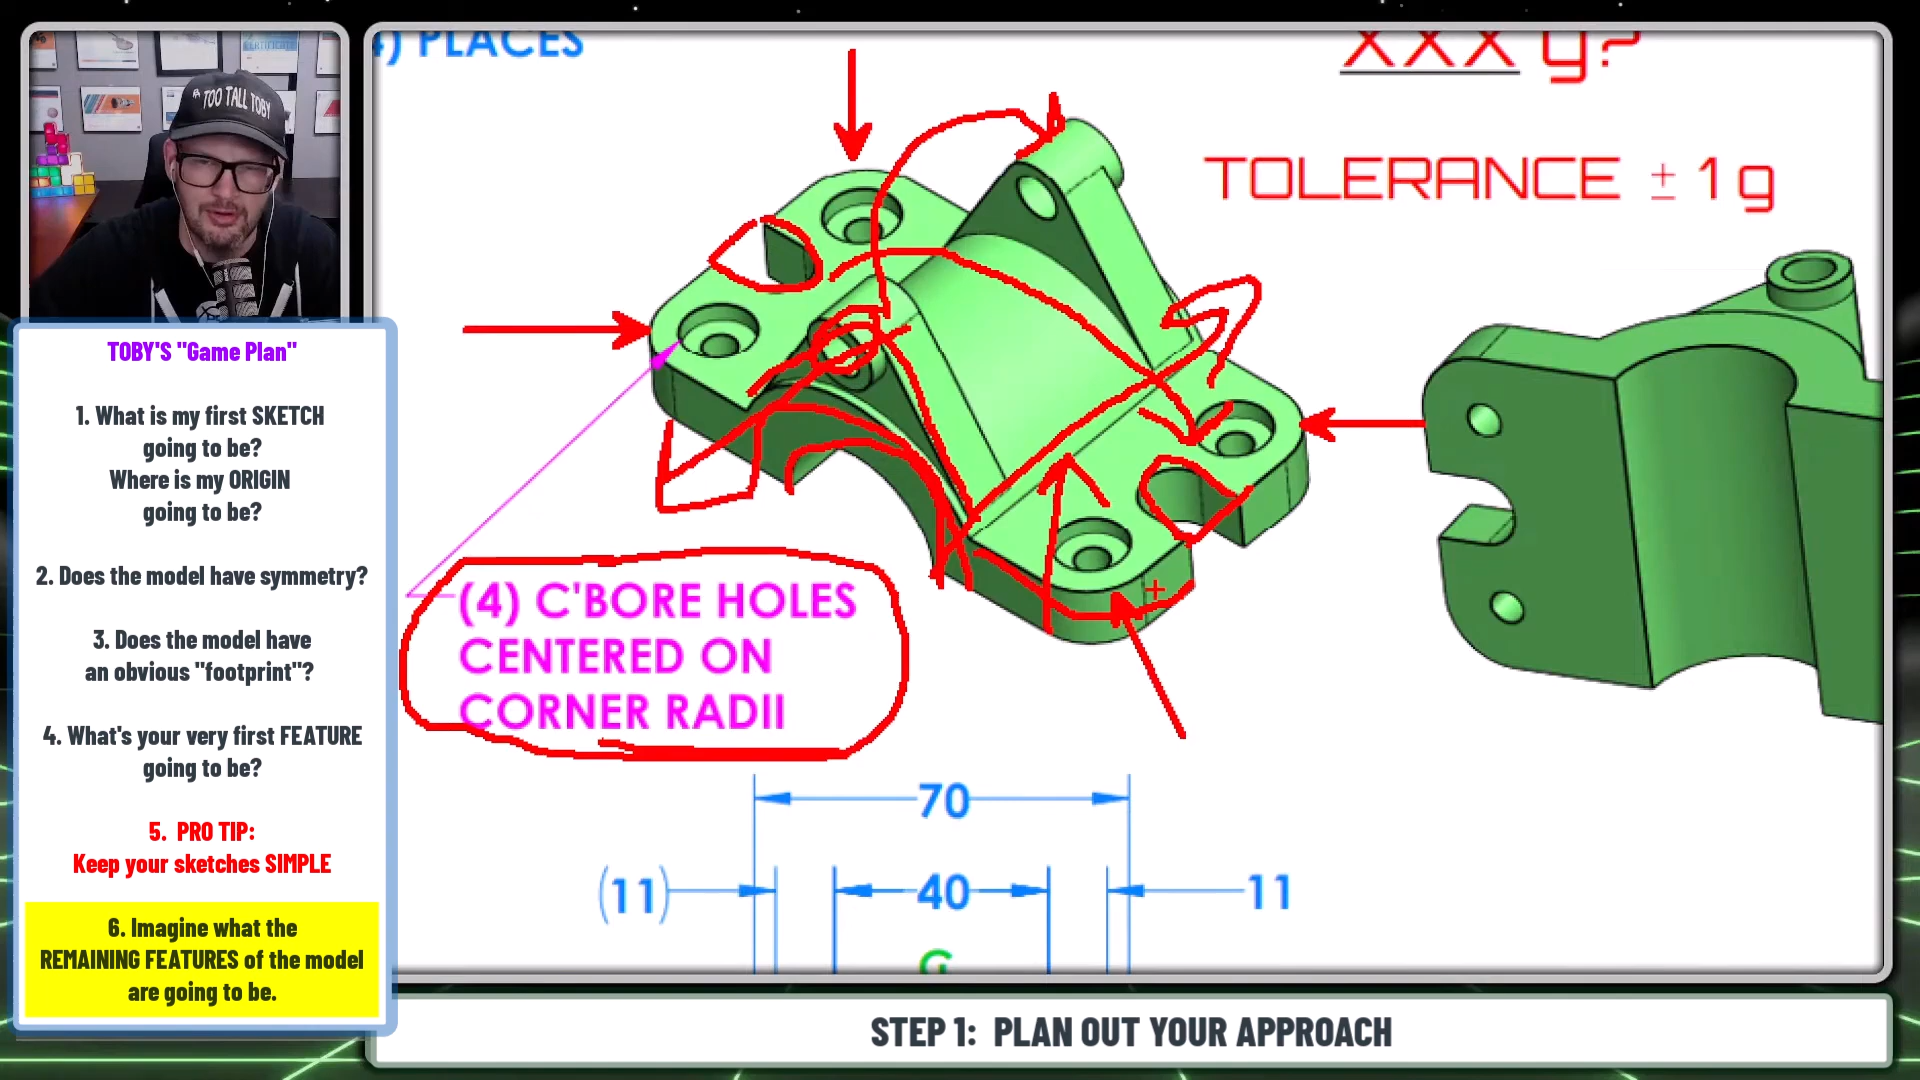 TOO TALL TOBY
TOBY'S "Game Plan"
1. What is my first SKETCH
going to be?
Where is my ORIGIN
going to be?
2. Does the model have symmetry?
3. Does the model have
an obvious "footprint"?
4. What's your very first FEATURE
going to be?
5. PRO TIP:
Keep your sketches SIMPLE
6. Imagine what the
REMAINING FEATURES of the model
are going to be.
4) PLACES
XXX g?
TOLERANCE ± 1 g
(4) C'BORE HOLES
CENTERED ON
CORNER RADII
70
(11) 40 11
G
STEP 1: PLAN OUT YOUR APPROACH